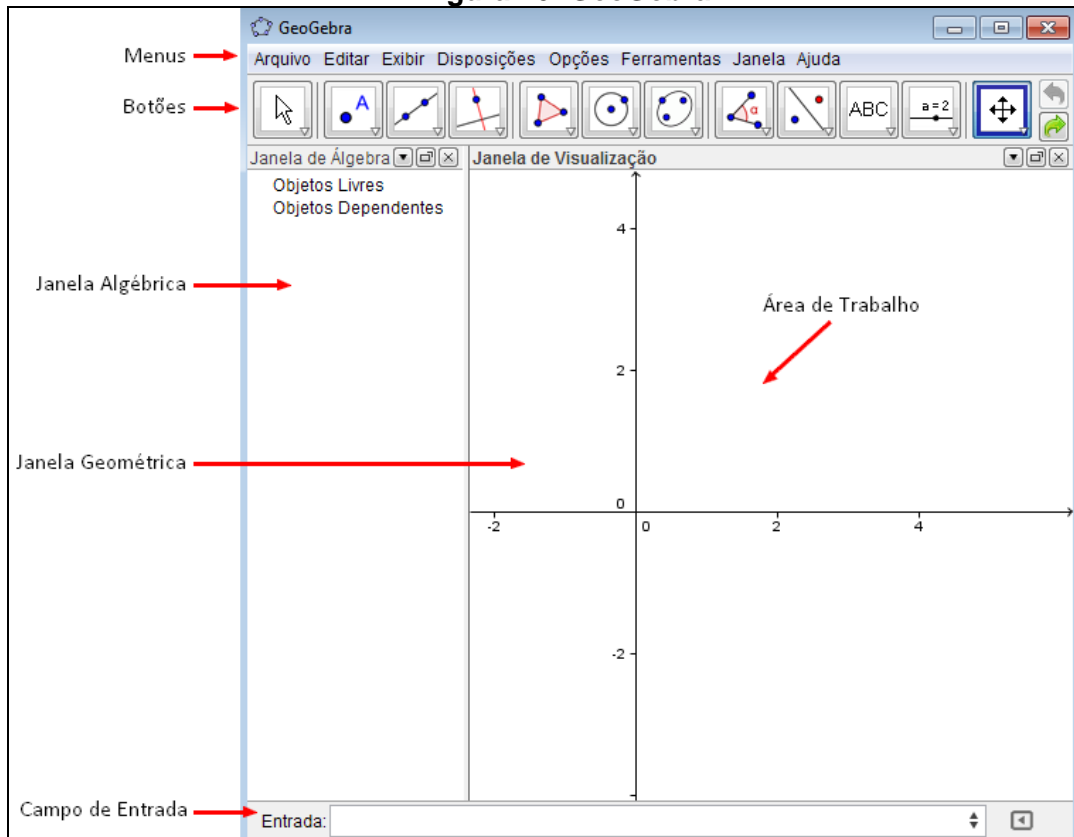 GeoGebra
Menus
Arquivo Editar Exibir Disposições Opções Ferramentas Janela Ajuda
Botões
A
α
ABC
a=2
Janela de Álgebra
Janela de Visualização
Objetos Livres
Objetos Dependentes
4
Janela Algébrica
Área de Trabalho
2
Janela Geométrica
0
-2 0 2 4
-2
Campo de Entrada
Entrada: